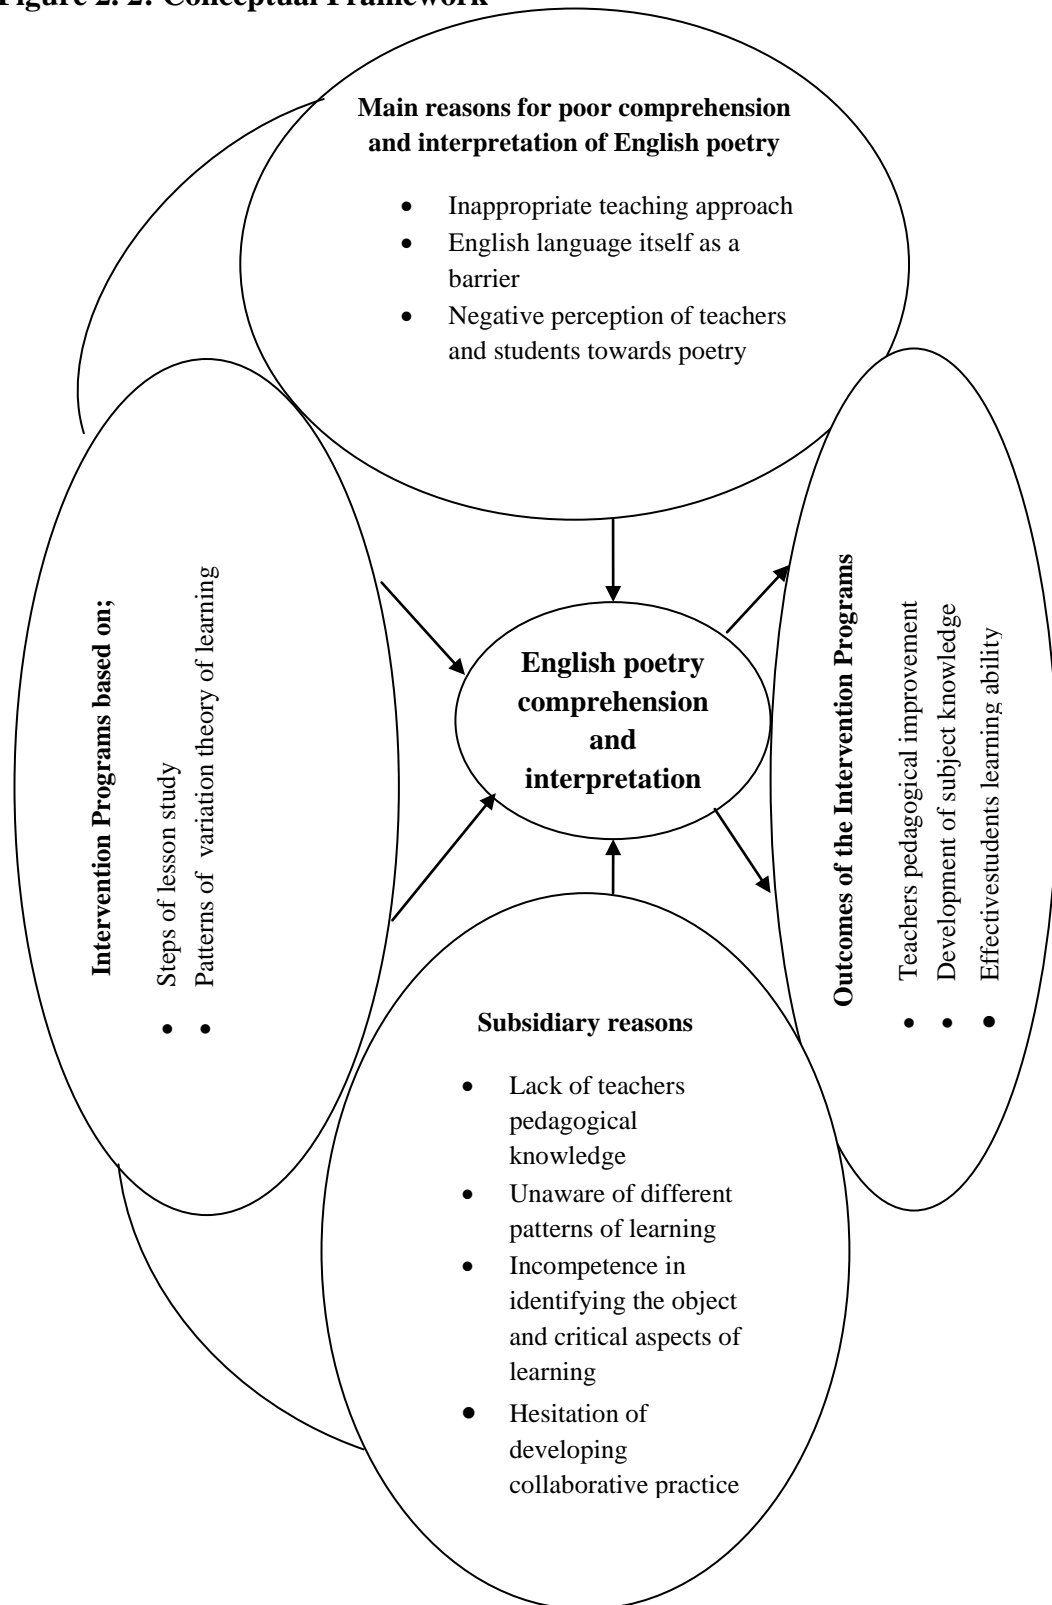 Figure 2. 2: Conceptual Framework
Main reasons for poor comprehension
and interpretation of English poetry
• Inappropriate teaching approach
• English language itself as a
barrier
• Negative perception of teachers
and students towards poetry
Intervention Programs based on;
• Steps of lesson study
• Patterns of variation theory of learning
English poetry
comprehension
and
interpretation
Outcomes of the Intervention Programs
• Teachers pedagogical improvement
• Development of subject knowledge
• Effectivestudents learning ability
Subsidiary reasons
• Lack of teachers
pedagogical
knowledge
• Unaware of different
patterns of learning
• Incompetence in
identifying the object
and critical aspects of
learning
• Hesitation of
developing
collaborative practice